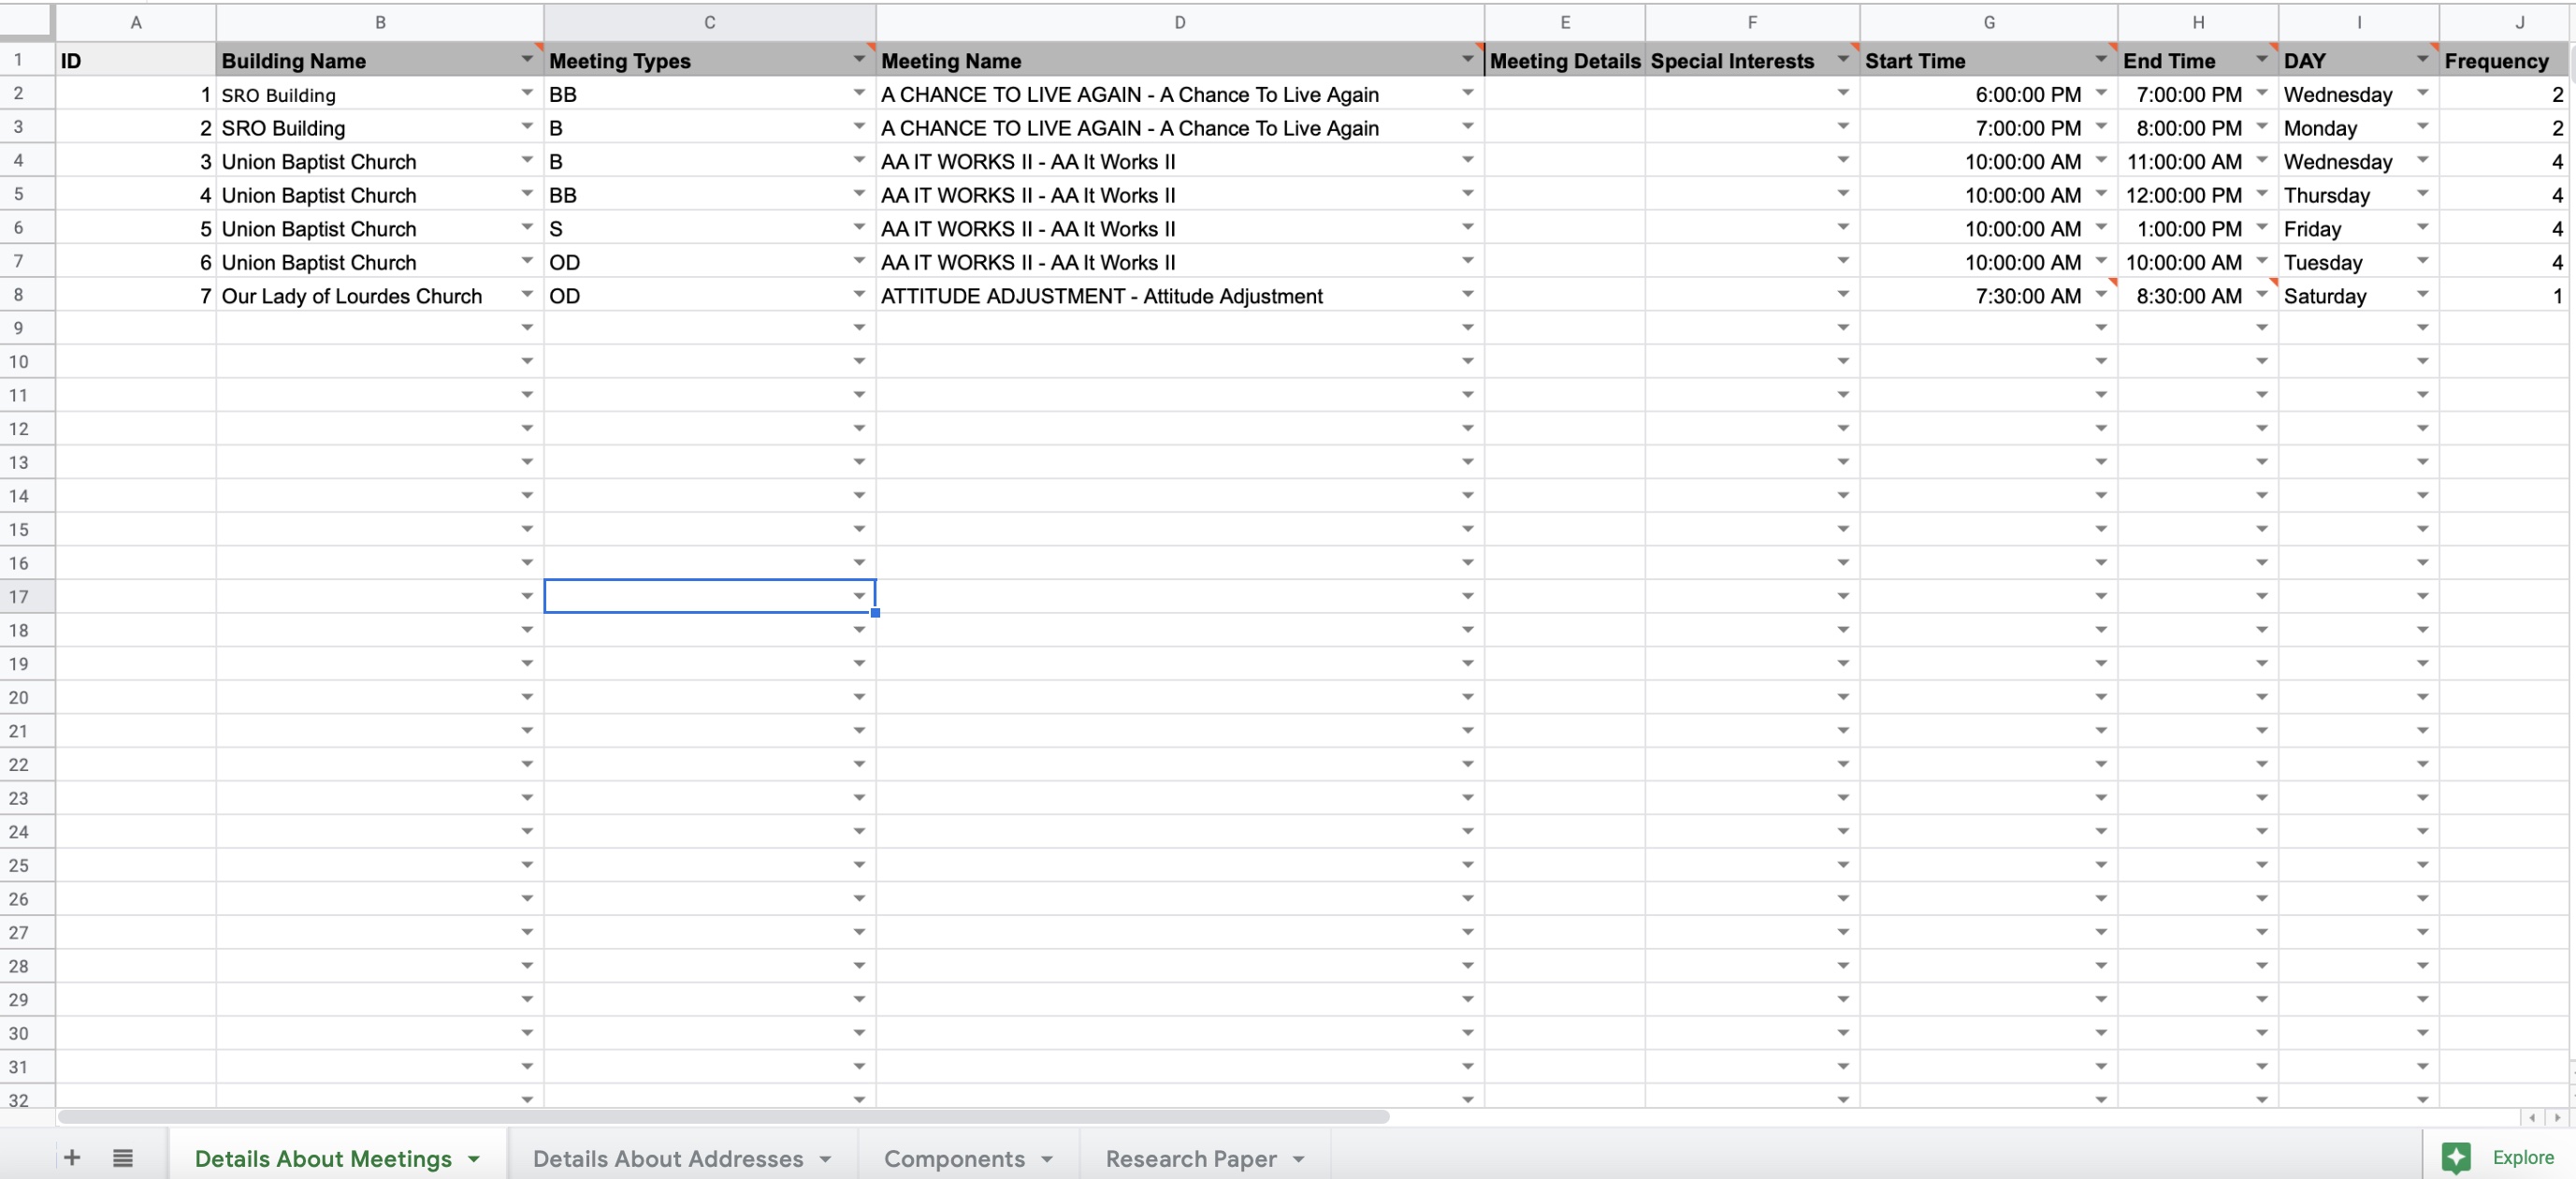 A B C D E F G H I J
1 ID Building Name Meeting Types Meeting Name Meeting Details Special Interests Start Time End Time DAY Frequency
2 1 SRO Building BB A CHANCE TO LIVE AGAIN - A Chance To Live Again 6:00:00 PM 7:00:00 PM Wednesday 2
3 2 SRO Building B A CHANCE TO LIVE AGAIN - A Chance To Live Again 7:00:00 PM 8:00:00 PM Monday 2
4 3 Union Baptist Church B AA IT WORKS II - AA It Works II 10:00:00 AM 11:00:00 AM Wednesday 4
5 4 Union Baptist Church BB AA IT WORKS II - AA It Works II 10:00:00 AM 12:00:00 PM Thursday 4
6 5 Union Baptist Church S AA IT WORKS II - AA It Works II 10:00:00 AM 1:00:00 PM Friday 4
7 6 Union Baptist Church OD AA IT WORKS II - AA It Works II 10:00:00 AM 10:00:00 AM Tuesday 4
8 7 Our Lady of Lourdes Church OD ATTITUDE ADJUSTMENT - Attitude Adjustment 7:30:00 AM 8:30:00 AM Saturday 1
9
10
11
12
13
14
15
16
17
18
19
20
21
22
23
24
25
26
27
28
29
30
31
32
+ Details About Meetings Details About Addresses Components Research Paper Explore